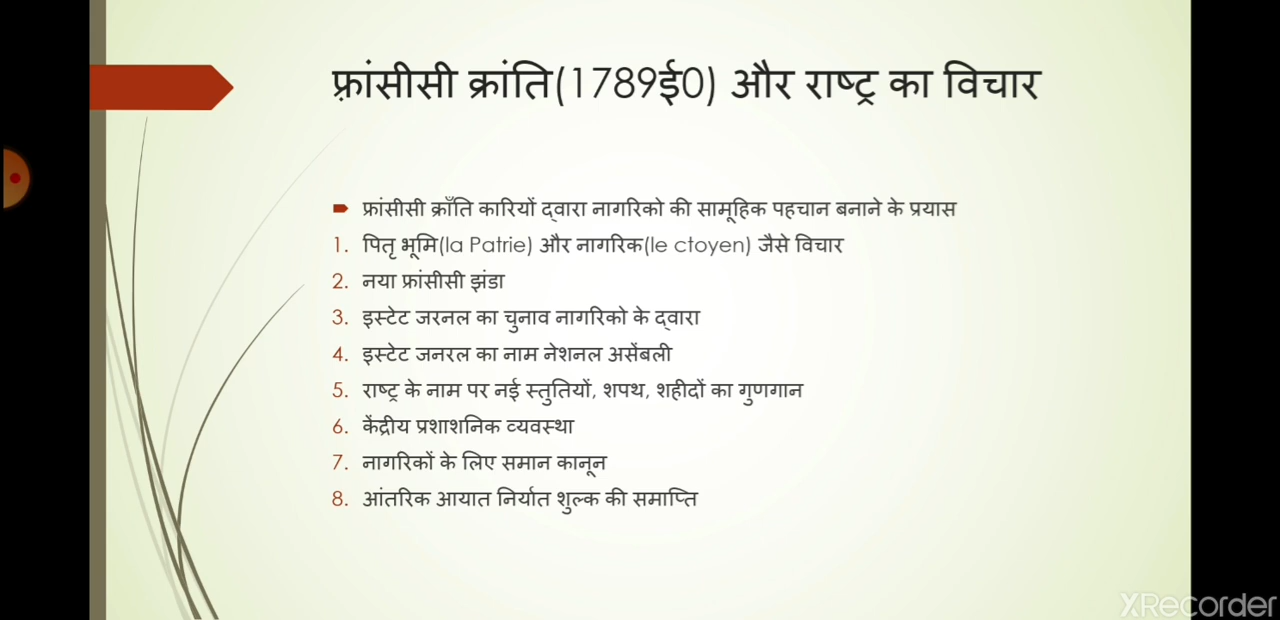 फ़्रांसीसी क्रांति(1789ई0) और राष्ट्र का विचार
फ्रांसीसी क्राँति कारियों द्वारा नागरिको की सामूहिक पहचान बनाने के प्रयास
1. पितृ भूमि(la Patrie) और नागरिक(le ctoyen) जैसे विचार
2. नया फ्रांसीसी झंडा
3. इस्टेट जरनल का चुनाव नागरिको के द्वारा
4. इस्टेट जनरल का नाम नेशनल असेंबली
5. राष्ट्र के नाम पर नई स्तुतियों, शपथ, शहीदों का गुणगान
6. केंद्रीय प्रशाशनिक व्यवस्था
7. नागरिकों के लिए समान कानून
8. आंतरिक आयात निर्यात शुल्क की समाप्ति
XRecorder